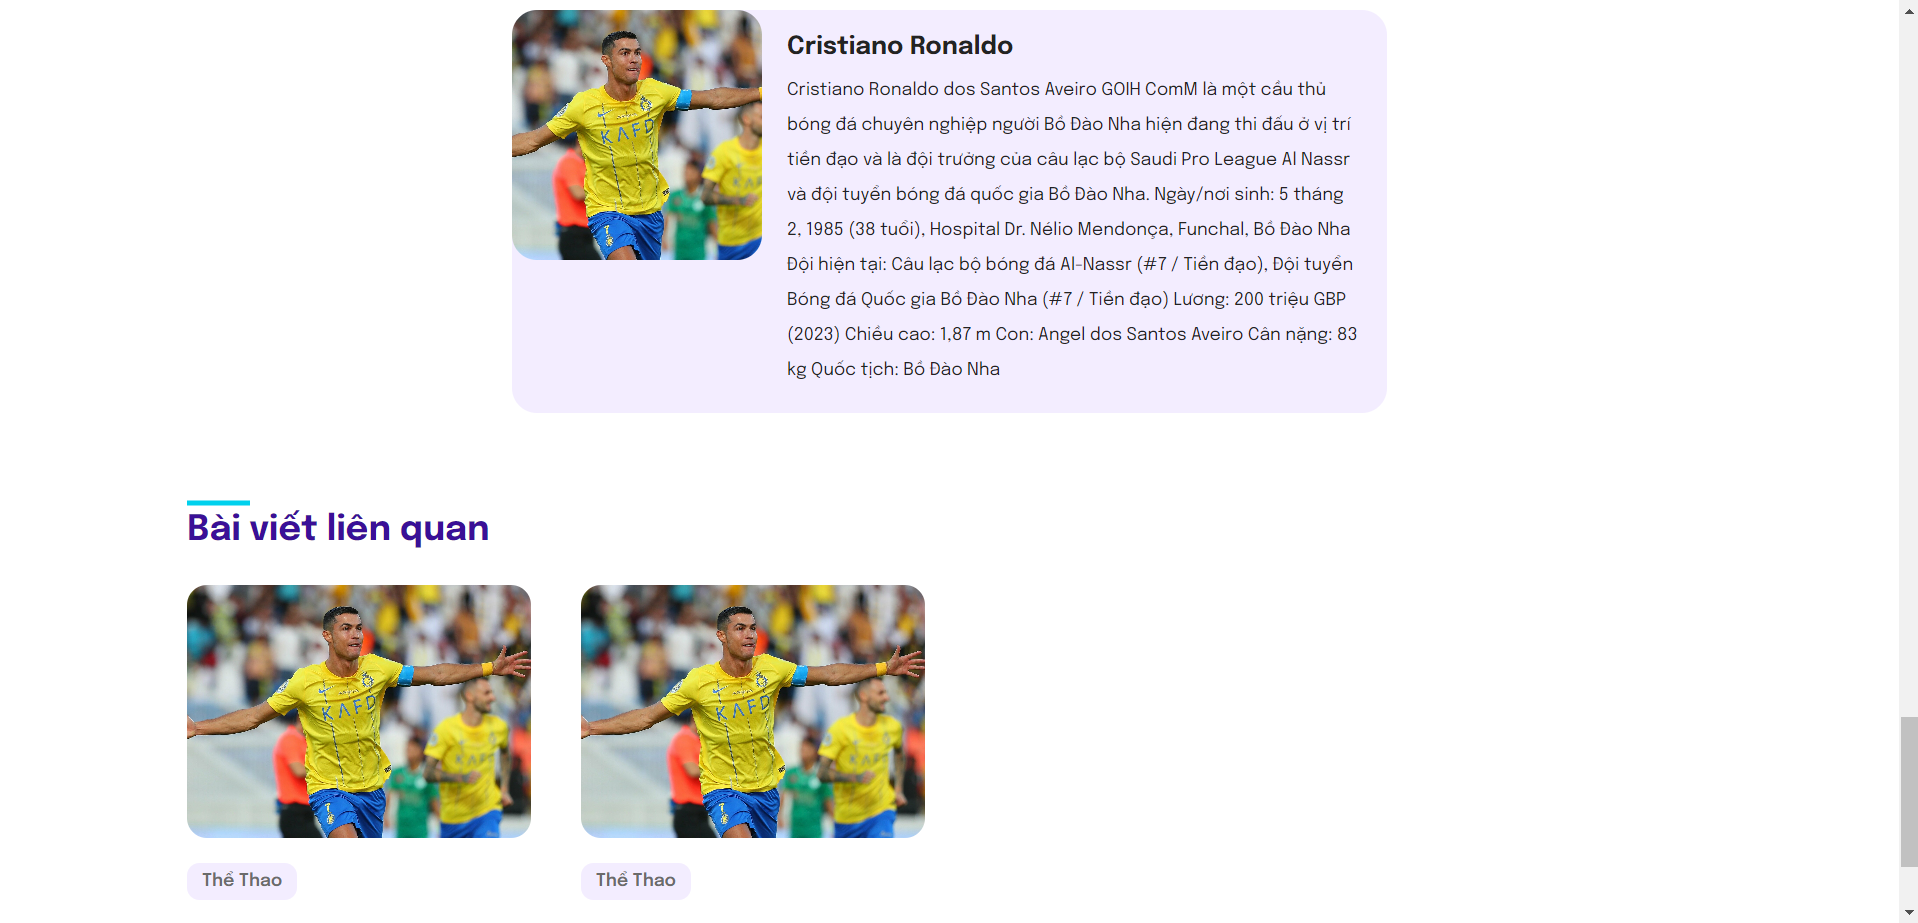 Cristiano Ronaldo
Cristiano Ronaldo dos Santos Aveiro GOIH ComM là một cầu thủ
bóng đá chuyên nghiệp người Bồ Đào Nha hiện đang thi đấu ở vị trí
tiền đạo và là đội trưởng của câu lạc bộ Saudi Pro League Al Nassr
và đội tuyển bóng đá quốc gia Bồ Đào Nha. Ngày/nơi sinh: 5 tháng
2, 1985 (38 tuổi), Hospital Dr. Nélio Mendonça, Funchal, Bồ Đào Nha
Đội hiện tại: Câu lạc bộ bóng đá Al-Nassr (#7 / Tiền đạo), Đội tuyển
Bóng đá Quốc gia Bồ Đào Nha (#7 / Tiền đạo) Lương: 200 triệu GBP
(2023) Chiều cao: 1,87 m Con: Angel dos Santos Aveiro Cân nặng: 83
kg Quốc tịch: Bồ Đào Nha
KAFD
Bài viết liên quan
KAFD
KAFD
Thể Thao
Thể Thao